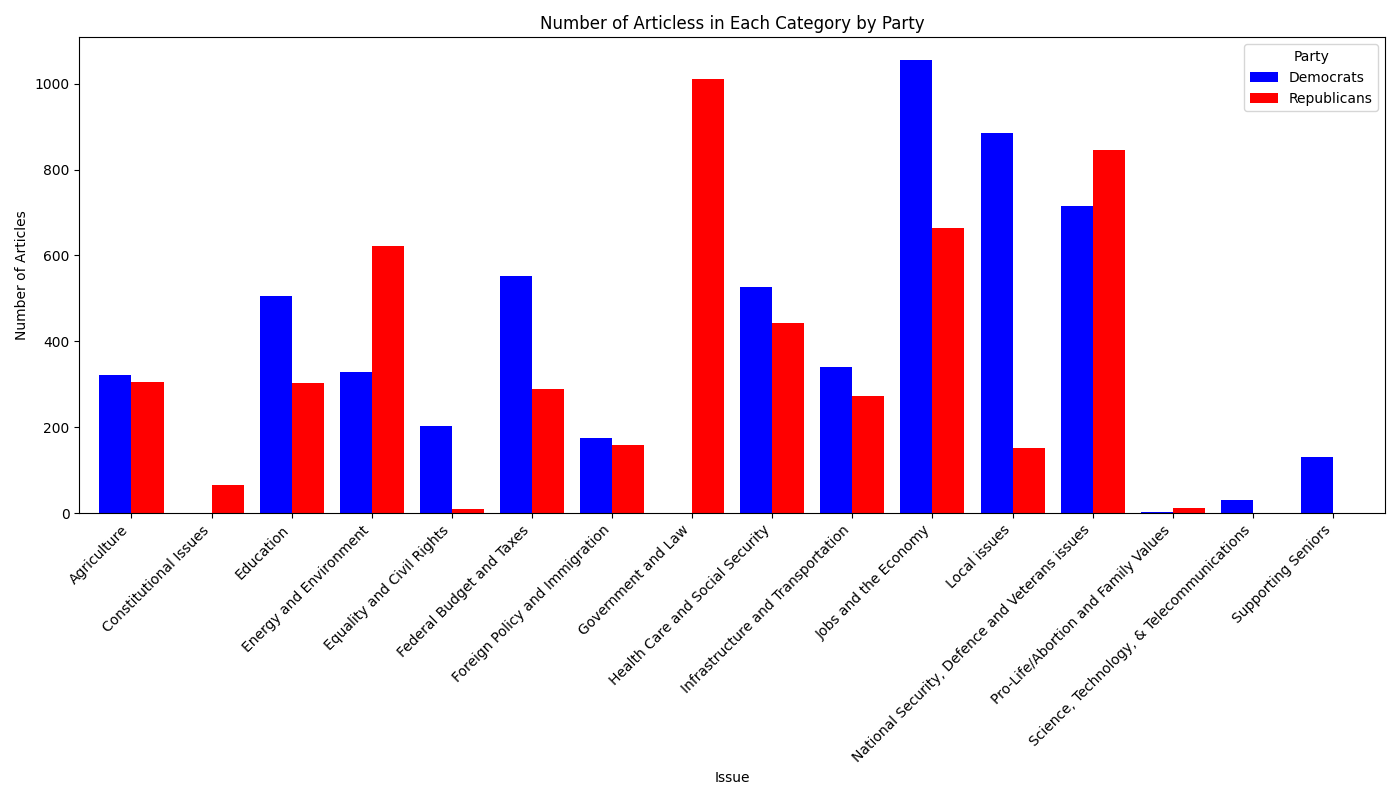 Number of Articless in Each Category by Party
Party
Democrats
Republicans
Number of Articles
1000
800
600
400
200
0
Agriculture
Constitutional Issues
Education
Energy and Environment
Equality and Civil Rights
Federal Budget and Taxes
Foreign Policy and Immigration
Government and Law
Health Care and Social Security
Infrastructure and Transportation
Jobs and the Economy
Local issues
National Security, Defence and Veterans issues
Pro-Life/Abortion and Family Values
Science, Technology, & Telecommunications
Supporting Seniors
Issue